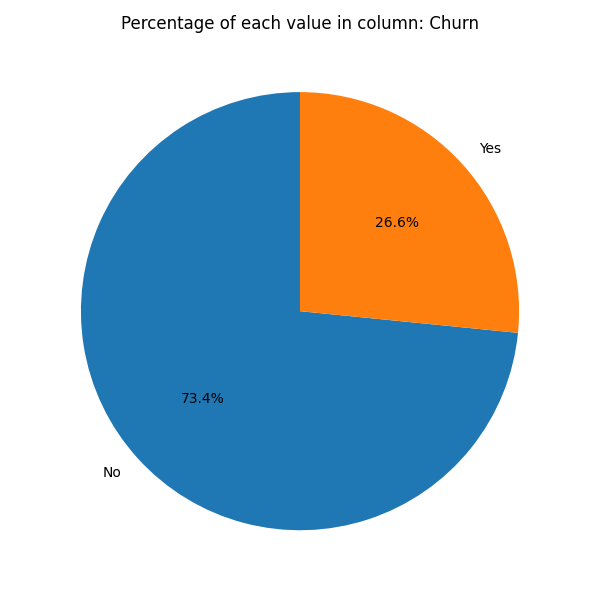 Percentage of each value in column: Churn
Yes
26.6%
73.4%
No